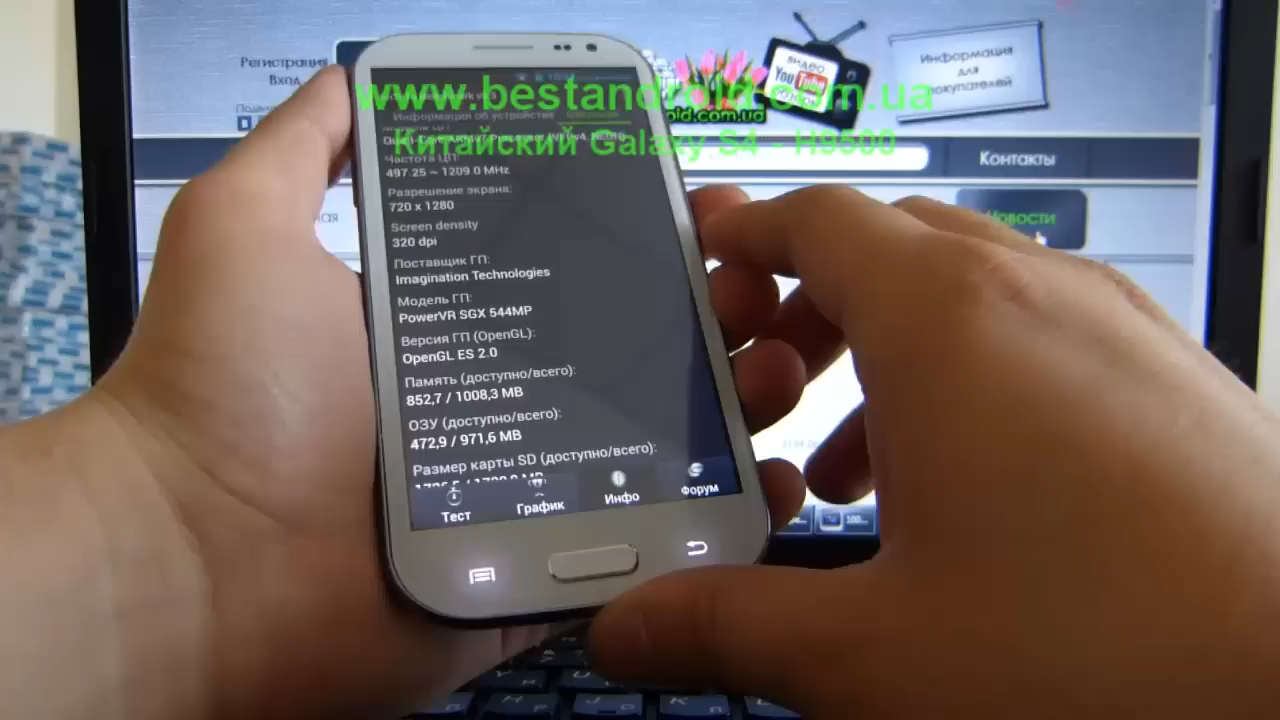 Регистрация
Вход
видео
You Tube
Информация
для
покупателей
www.bestandroid.com.ua
Китайский Galaxy S4 - H9500
Контакты
Новости
Информация об устройстве
Частота ЦП:
497.25 ~ 1209.0 MHz
Разрешение экрана:
720 x 1280
Screen density
320 dpi
Поставщик ГП:
Imagination Technologies
Модель ГП:
PowerVR SGX 544MP
Версия ГП (OpenGL):
OpenGL ES 2.0
Память (доступно/всего):
852,7 / 1008,3 MB
ОЗУ (доступно/всего):
472,9 / 971,6 MB
Размер карты SD (доступно/всего):
Тест
График
Инфо
Форум